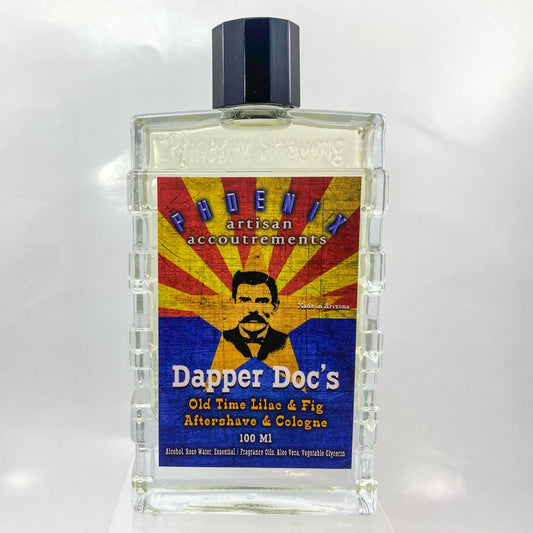 Phoenix Shaving
PHOENIX
artisan
accoutrements
Made in Arizona
Dapper Doc's
Old Time Lilac & Fig
Aftershave & Cologne
100 Ml
Alcohol, Rose Water, Essential / Fragrance Oils, Aloe Vera, Vegetable Glycerin